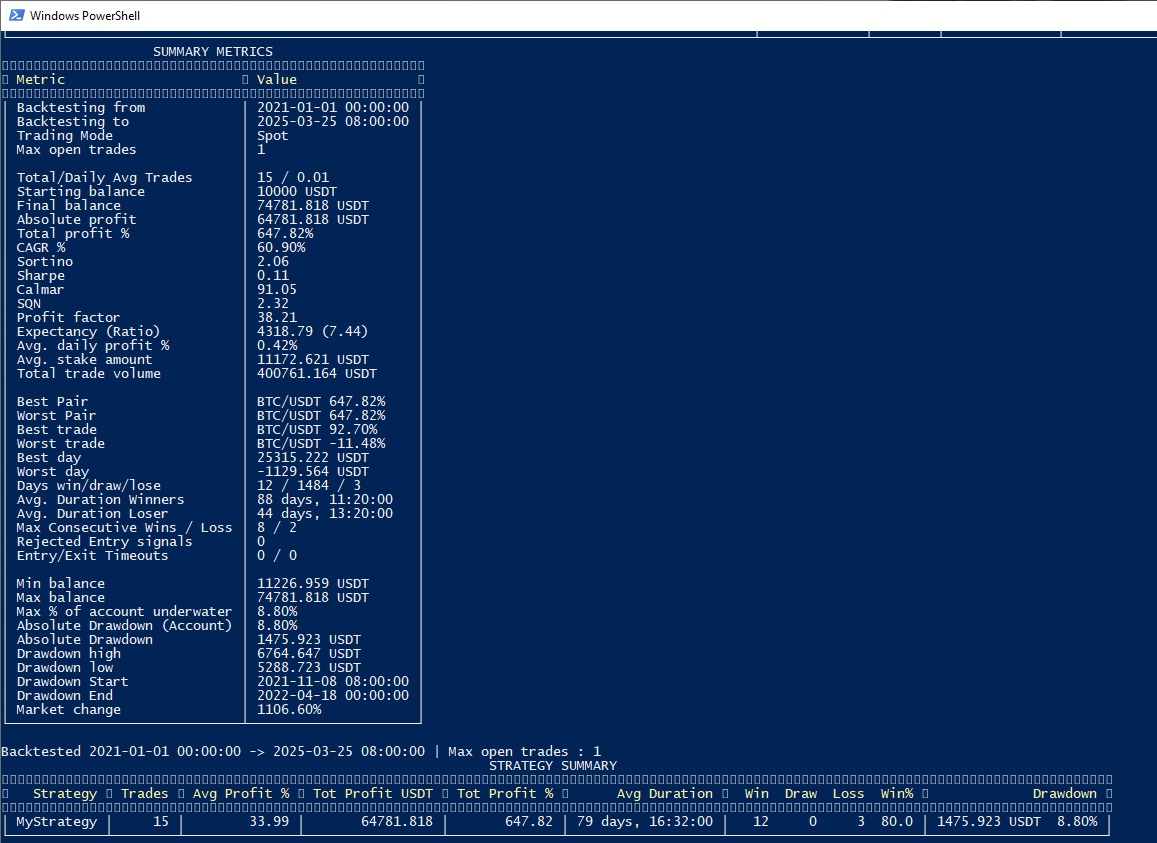 Windows PowerShell
SUMMARY METRICS
Metric Value
Backtesting from 2021-01-01 00:00:00
Backtesting to 2025-03-25 08:00:00
Trading Mode Spot
Max open trades 1
Total/Daily Avg Trades 15 / 0.01
Starting balance 10000 USDT
Final balance 74781.818 USDT
Absolute profit 64781.818 USDT
Total profit % 647.82%
CAGR % 60.90%
Sortino 2.06
Sharpe 0.11
Calmar 91.05
SQN 2.32
Profit factor 38.21
Expectancy (Ratio) 4318.79 (7.44)
Avg. daily profit % 0.42%
Avg. stake amount 11172.621 USDT
Total trade volume 400761.164 USDT
Best Pair BTC/USDT 647.82%
Worst Pair BTC/USDT 647.82%
Best trade BTC/USDT 92.70%
Worst trade BTC/USDT -11.48%
Best day 25315.222 USDT
Worst day -1129.564 USDT
Days win/draw/lose 12 / 1484 / 3
Avg. Duration Winners 88 days, 11:20:00
Avg. Duration Loser 44 days, 13:20:00
Max Consecutive Wins / Loss 8 / 2
Rejected Entry signals 0
Entry/Exit Timeouts 0 / 0
Min balance 11226.959 USDT
Max balance 74781.818 USDT
Max % of account underwater 8.80%
Absolute Drawdown (Account) 8.80%
Absolute Drawdown 1475.923 USDT
Drawdown high 6764.647 USDT
Drawdown low 5288.723 USDT
Drawdown Start 2021-11-08 08:00:00
Drawdown End 2022-04-18 00:00:00
Market change 1106.60%
Backtested 2021-01-01 00:00:00 -> 2025-03-25 08:00:00 | Max open trades : 1
STRATEGY SUMMARY
Strategy Trades Avg Profit % Tot Profit USDT Tot Profit % Avg Duration Win Draw Loss Win% Drawdown
MyStrategy 15 33.99 64781.818 647.82 79 days, 16:32:00 12 0 3 80.0 1475.923 USDT 8.80%